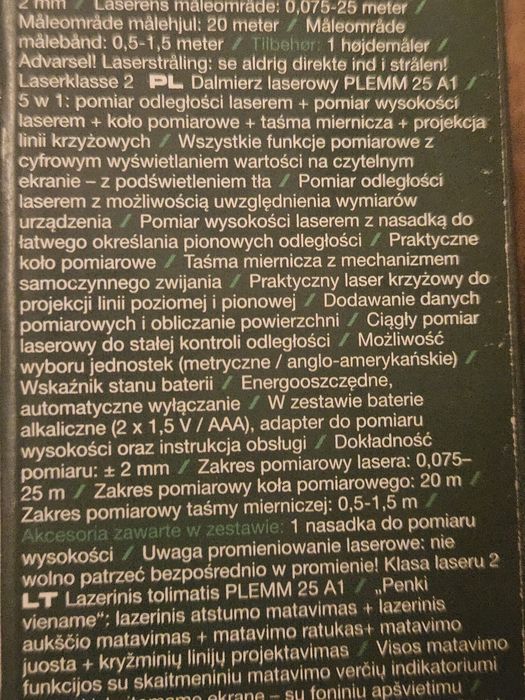 2 mm / Laserens måleområde: 0,075-25 meter /
Måleområde målehjul: 20 meter / Måleområde
målebånd: 0,5-1,5 meter / Tilbehør: 1 højdemåler /
Advarsel! Laserstråling: se aldrig direkte ind i strålen!
Laserklasse 2 PL Dalmierz laserowy PLEMM 25 A1 /
5 w 1: pomiar odległości laserem + pomiar wysokości
laserem + koło pomiarowe + taśma miernicza + projekcja
linii krzyżowych / Wszystkie funkcje pomiarowe z
cyfrowym wyświetlaniem wartości na czytelnym
ekranie – z podświetleniem tła / Pomiar odległości
laserem z możliwością uwzględnienia wymiarów
urządzenia / Pomiar wysokości laserem z nasadką do
łatwego określania pionowych odległości / Praktyczne
koło pomiarowe / Taśma miernicza z mechanizmem
samoczynnego zwijania / Praktyczny laser krzyżowy do
projekcji linii poziomej i pionowej / Dodawanie danych
pomiarowych i obliczanie powierzchni / Ciągły pomiar
laserowy do stałej kontroli odległości / Możliwość
wyboru jednostek (metryczne / anglo-amerykańskie) /
Wskaźnik stanu baterii / Energooszczędne,
automatyczne wyłączanie / W zestawie baterie
alkaliczne (2 x 1,5 V / AAA), adapter do pomiaru
wysokości oraz instrukcja obsługi / Dokładność
pomiaru: ± 2 mm / Zakres pomiarowy lasera: 0,075–
25 m / Zakres pomiarowy koła pomiarowego: 20 m /
Zakres pomiarowy taśmy mierniczej: 0,5-1,5 m /
Akcesoria zawarte w zestawie: 1 nasadka do pomiaru
wysokości / Uwaga promieniowanie laserowe: nie
wolno patrzeć bezpośrednio w promienie! Klasa laseru 2
LT Lazerinis tolimatis PLEMM 25 A1 / „Penki
viename“: lazerinis atstumo matavimas + lazerinis
aukščio matavimas + matavimo ratukas+ matavimo
juosta + kryžminių linijų projektavimas / Visos matavimo
funkcijos su skaitmeniniu matavimo verčių indikatoriumi
ekrane – su foniniu apšvietimu